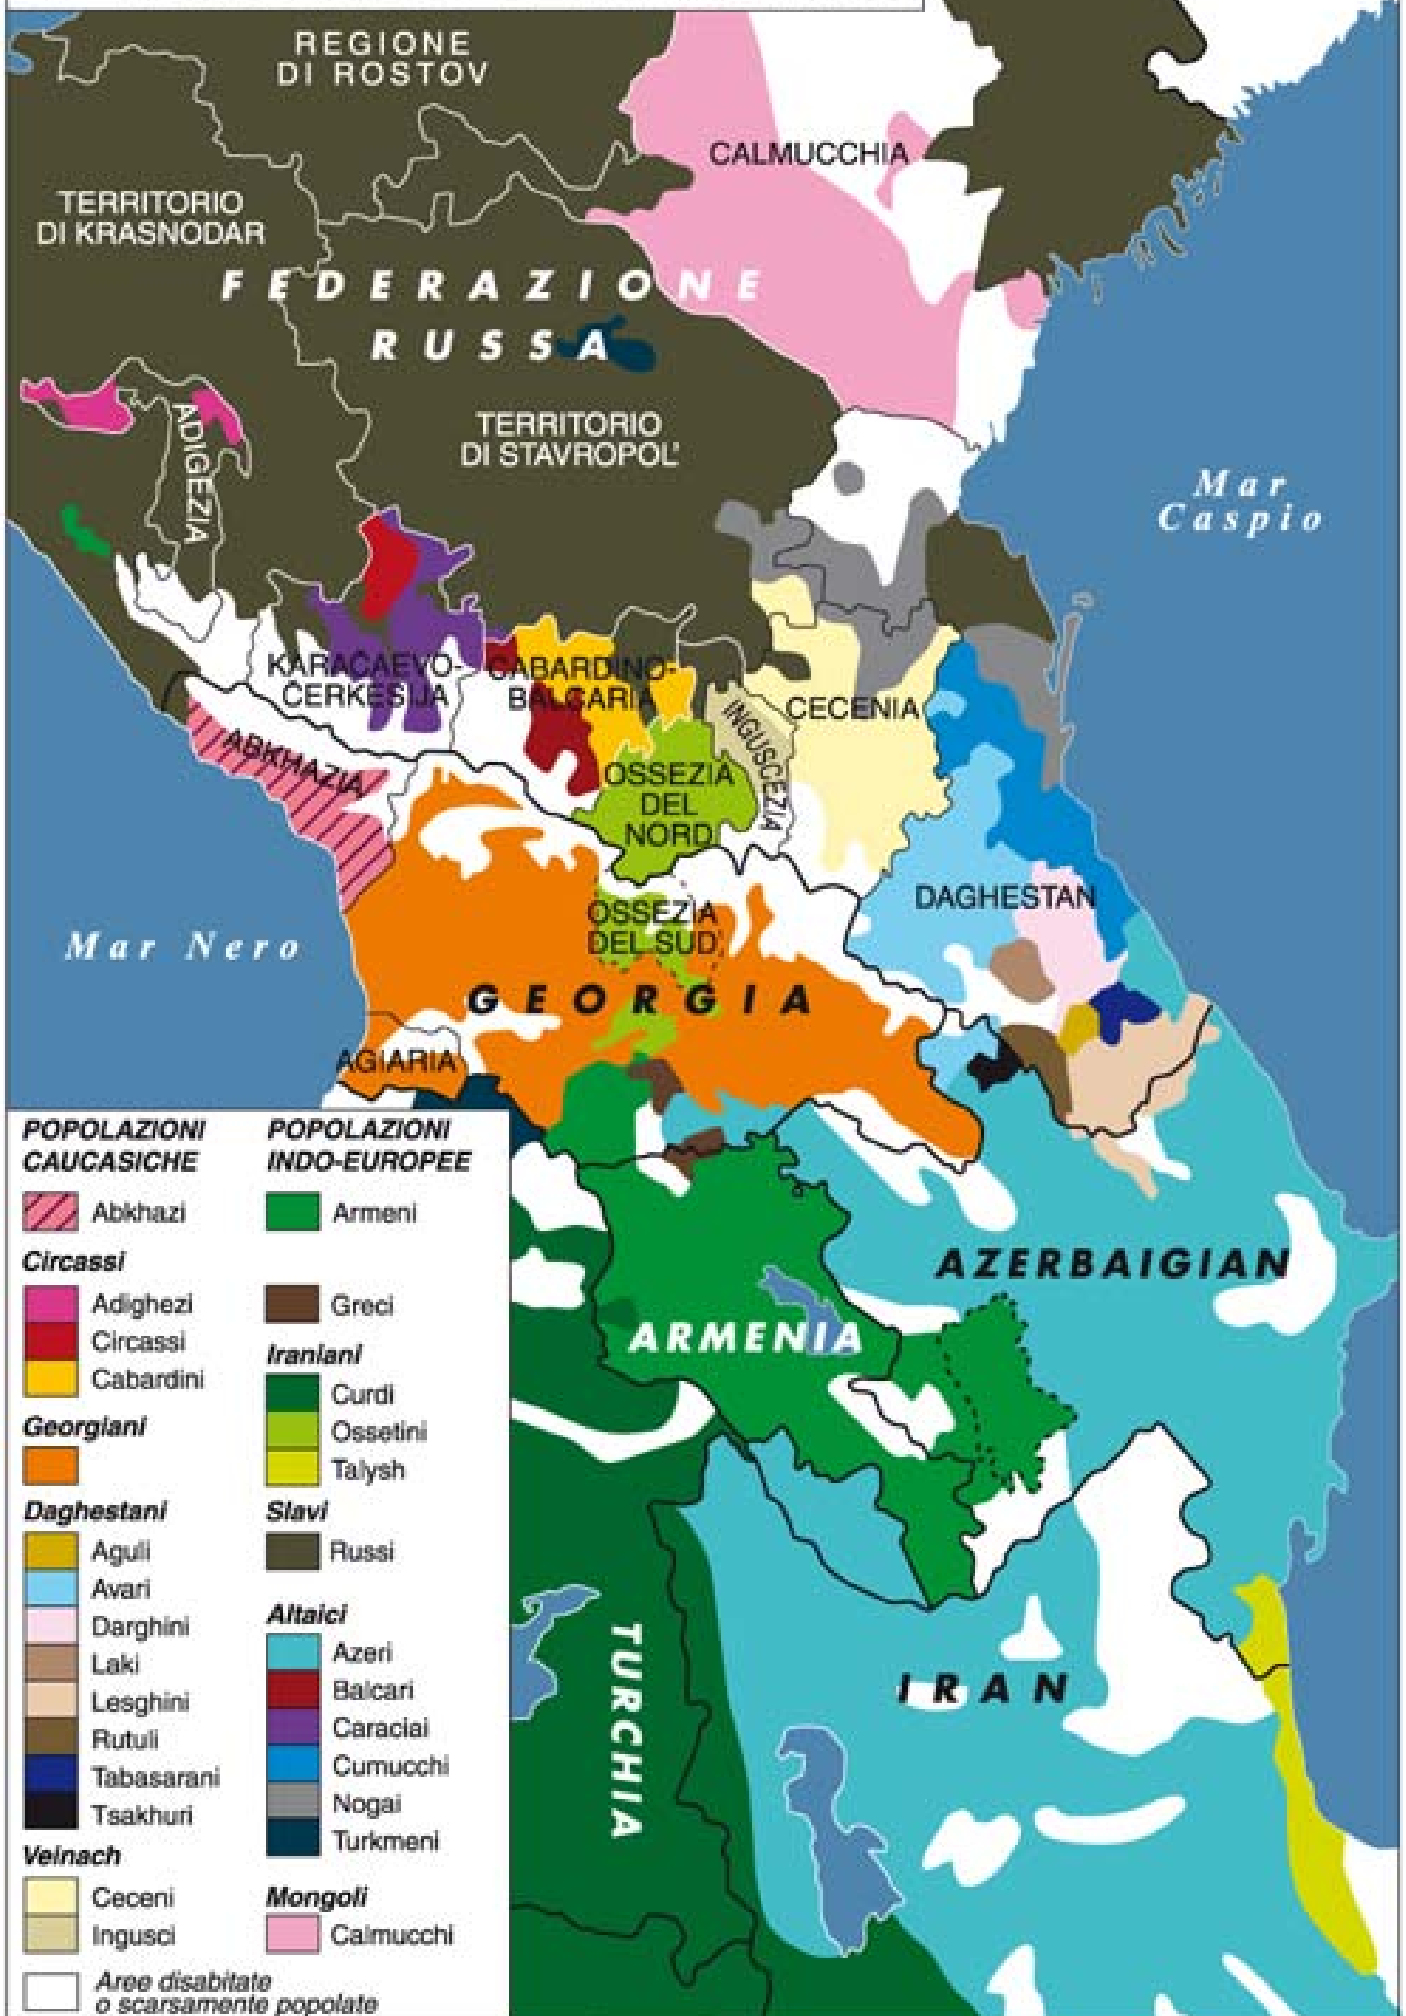 REGIONE
DI ROSTOV
CALMUCCHIA
TERRITORIO
DI KRASNODAR
FEDERAZIONE
RUSSA
ADIGEZIA
TERRITORIO
DI STAVROPOL'
Mar
Caspio
KARAČAEVO-
ČERKESIJA
CABARDINO-
BALCARIA
INGUSCEZIA
CECENIA
ABKHAZIA
OSSEZIA
DEL
NORD
DAGHESTAN
OSSEZIA
DEL SUD
Mar Nero
GEORGIA
AGIARIA
AZERBAIGIAN
ARMENIA
TURCHIA
IRAN
POPOLAZIONI
CAUCASICHE
Abkhazi
Circassi
Adighezi
Circassi
Cabardini
Georgiani
Daghestani
Aguli
Avari
Darghini
Laki
Lesghini
Rutuli
Tabasarani
Tsakhuri
Veinach
Ceceni
Ingusci
Aree disabitate
o scarsamente popolate
POPOLAZIONI
INDO-EUROPEE
Armeni
Greci
Iraniani
Curdi
Ossetini
Talysh
Slavi
Russi
Altaici
Azeri
Balcari
Caraciai
Cumucchi
Nogai
Turkmeni
Mongoli
Calmucchi